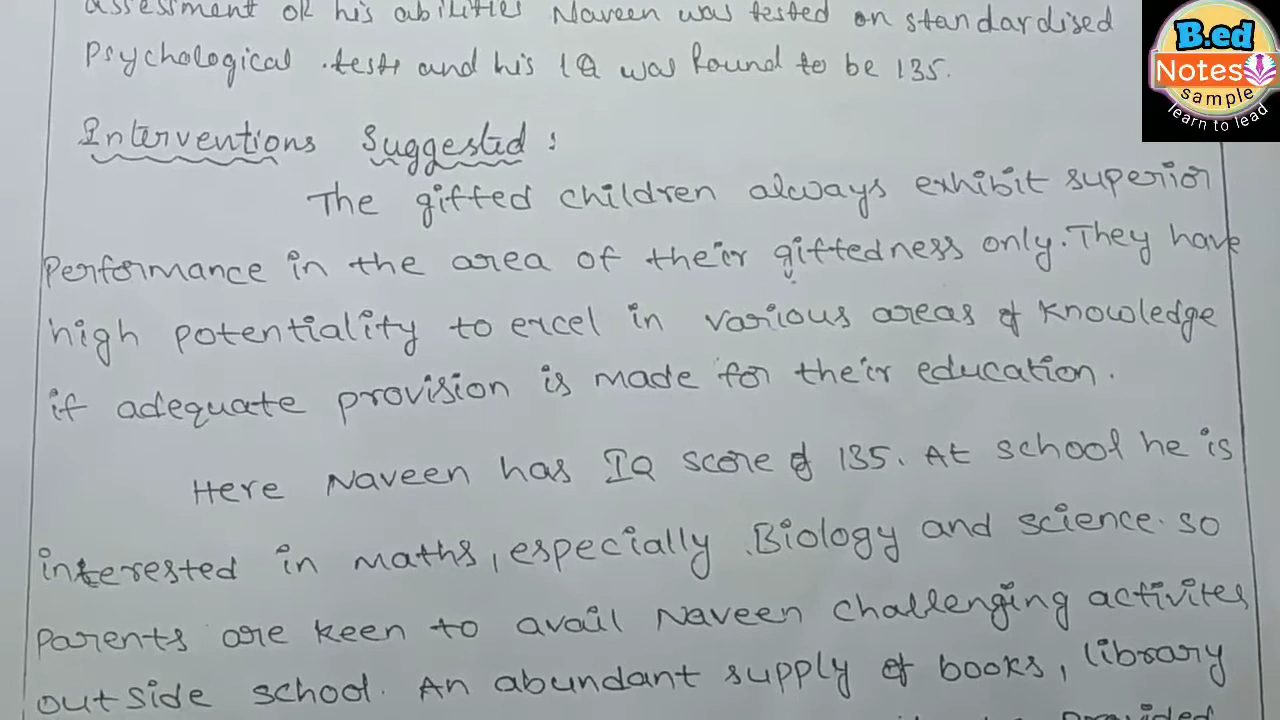 assessment of his abilities Naveen was tested on standardised
Psychological tests and his IQ was found to be 135.
Interventions Suggested :
The gifted children always exhibit superior
Performance in the area of their giftedness only. They have
high potentiality to excel in various areas of knowledge
if adequate provision is made for their education.
Here Naveen has IQ score of 135. At school he is
interested in maths, especially Biology and science. So
Parents are keen to avail Naveen challenging activites
outside school. An abundant supply of books, library
provided
B.ed
Notes
sample
learn to lead